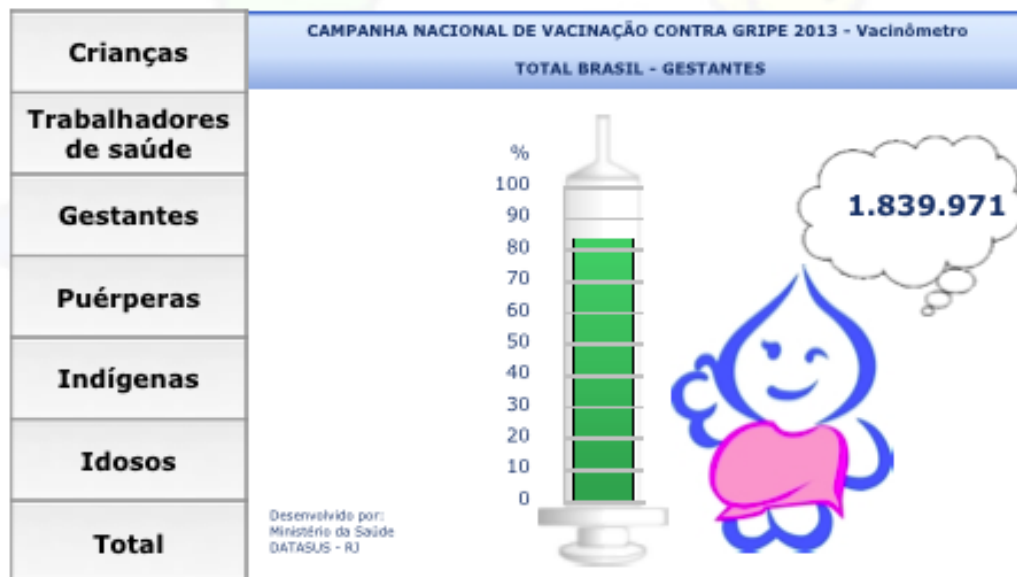 Crianças
Trabalhadores
de saúde
Gestantes
Puérperas
Indígenas
Idosos
Total
CAMPANHA NACIONAL DE VACINAÇÃO CONTRA GRIPE 2013 - Vacinômetro
TOTAL BRASIL - GESTANTES
%
100
90
80
70
60
50
40
30
20
10
0
1.839.971
Desenvolvido por:
Ministério da Saúde
DATASUS - RJ